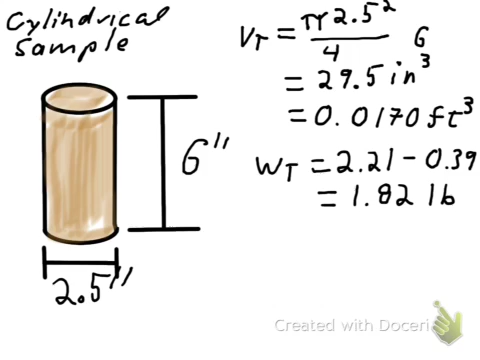 Cylindrical
Sample
6"
2.5"
V_T = π2.5²/4 6
= 29.5 in³
= 0.0170 ft³
W_T = 2.21 - 0.39
= 1.82 lb
Created with Doceri